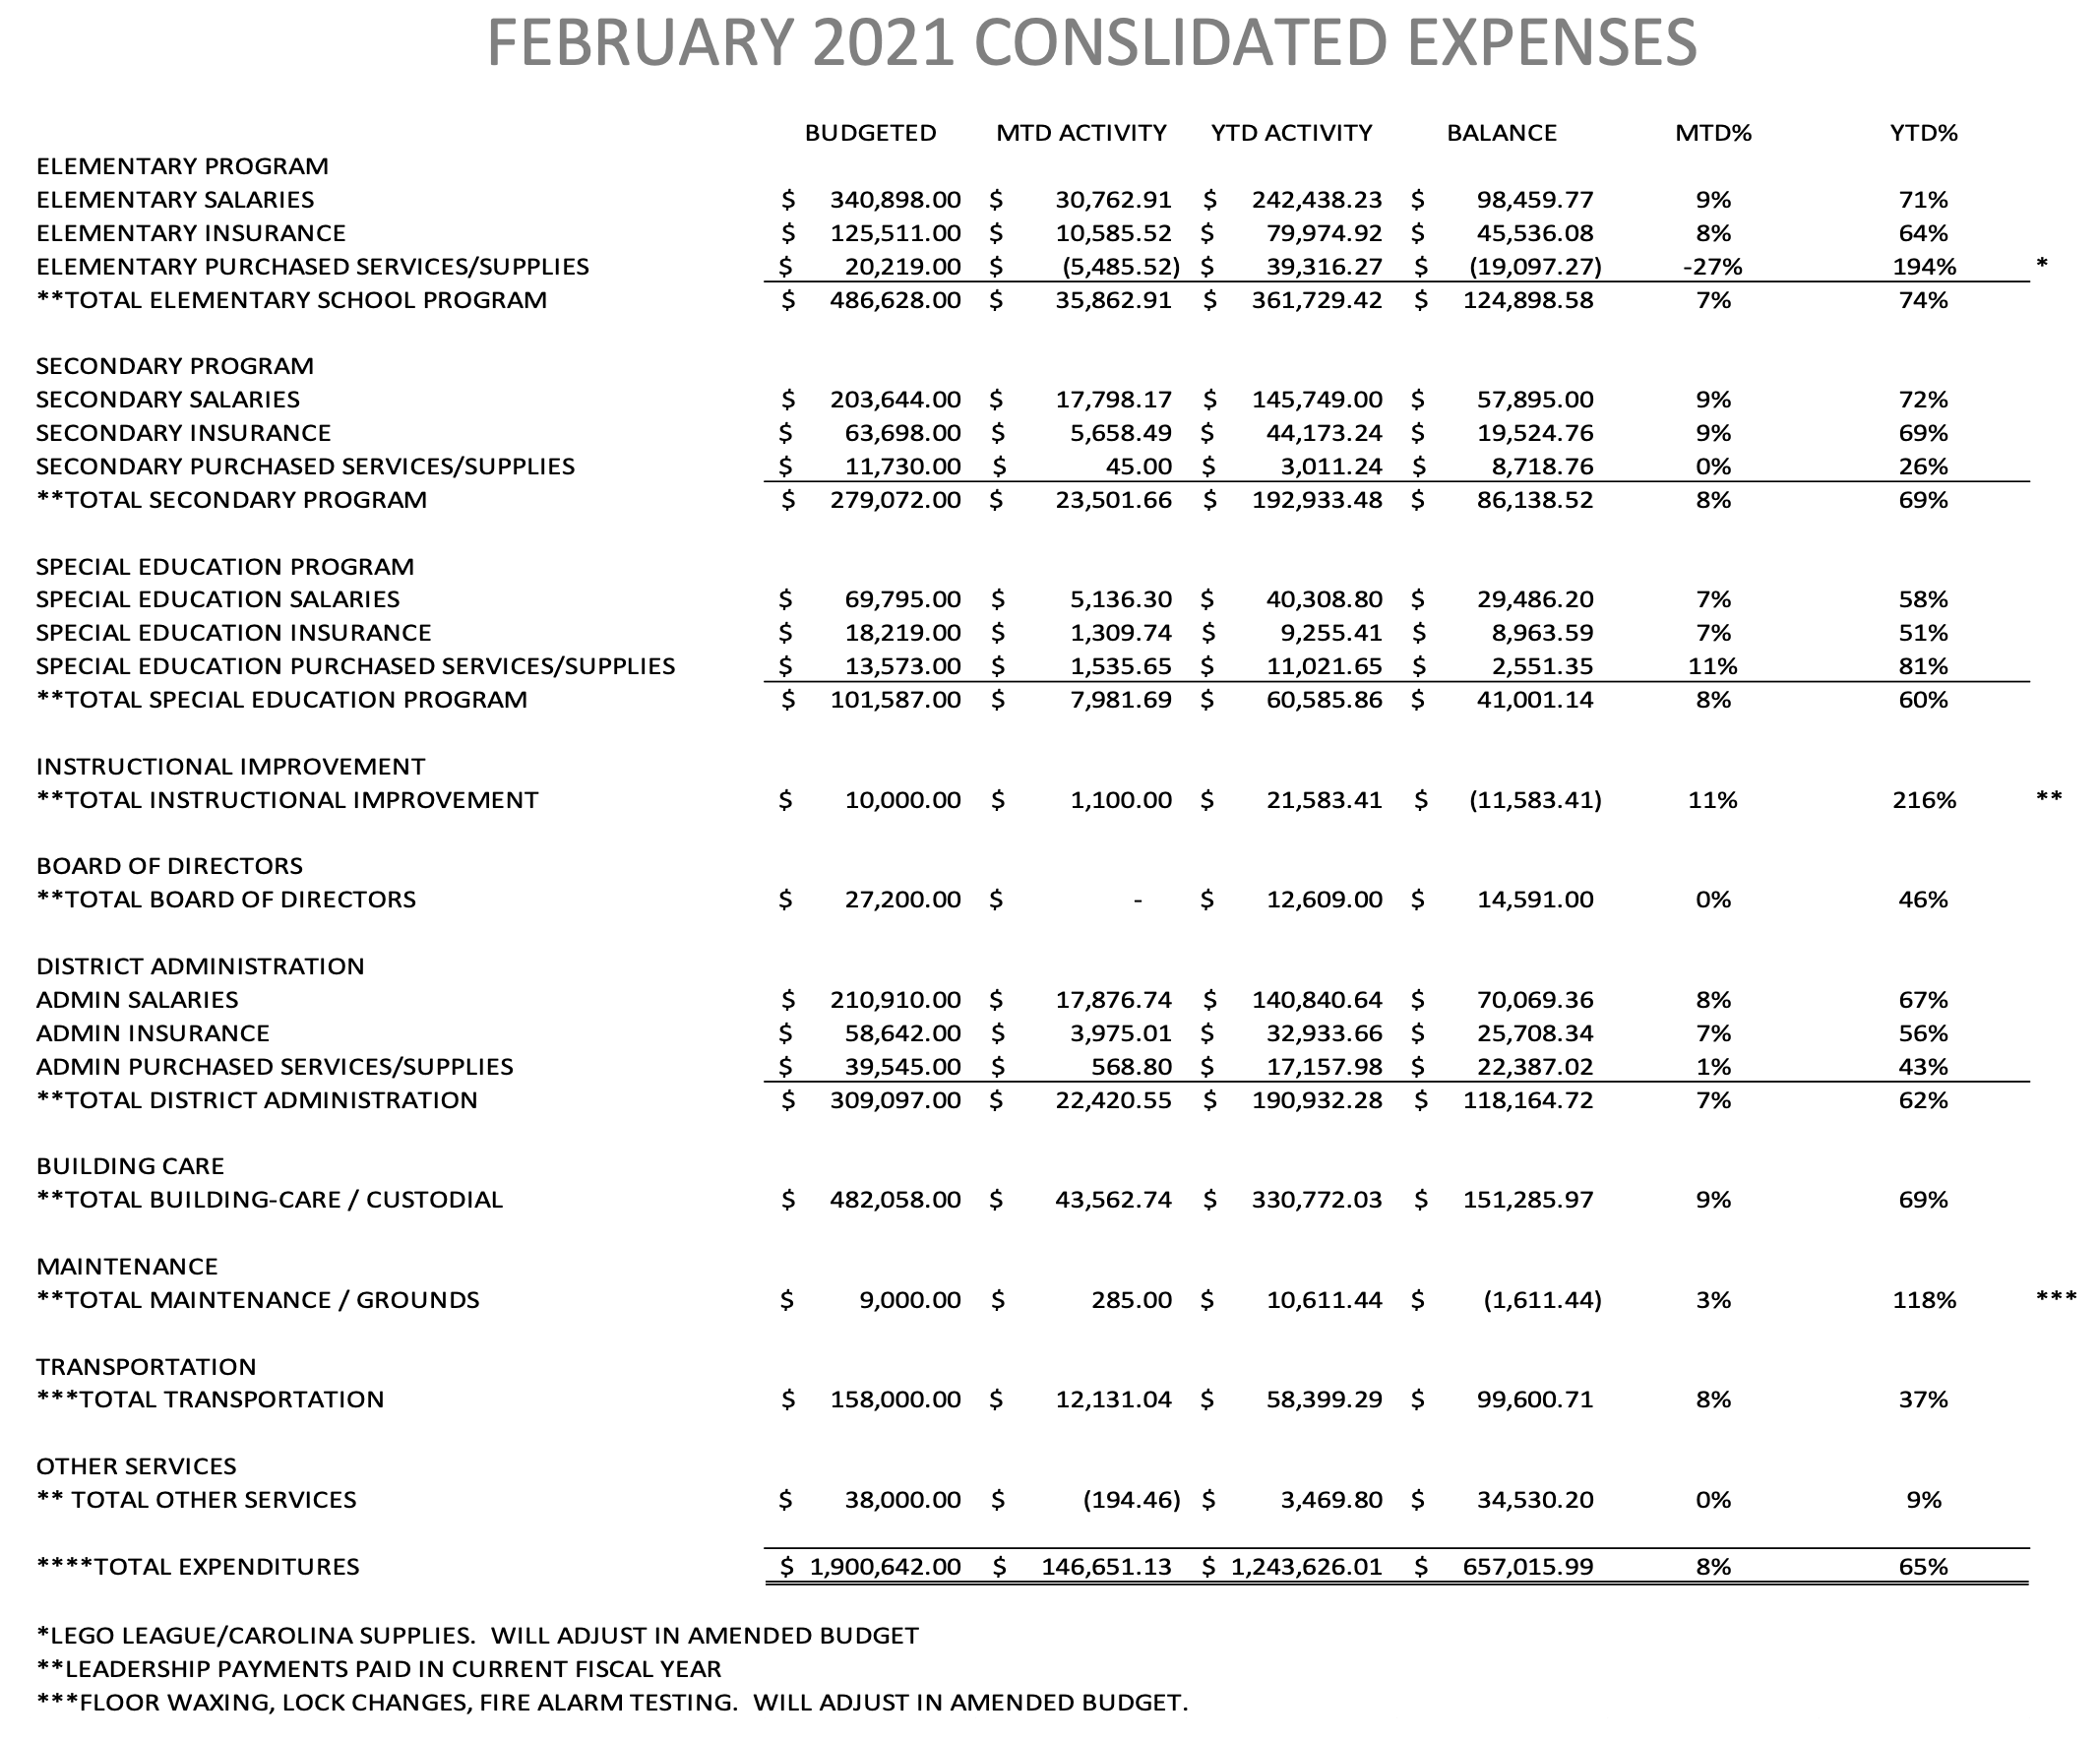 FEBRUARY 2021 CONSLIDATED EXPENSES
BUDGETED MTD ACTIVITY YTD ACTIVITY BALANCE MTD% YTD%
ELEMENTARY PROGRAM
ELEMENTARY SALARIES $ 340,898.00 $ 30,762.91 $ 242,438.23 $ 98,459.77 9% 71%
ELEMENTARY INSURANCE $ 125,511.00 $ 10,585.52 $ 79,974.92 $ 45,536.08 8% 64%
ELEMENTARY PURCHASED SERVICES/SUPPLIES $ 20,219.00 $ (5,485.52) $ 39,316.27 $ (19,097.27) -27% 194% *
**TOTAL ELEMENTARY SCHOOL PROGRAM $ 486,628.00 $ 35,862.91 $ 361,729.42 $ 124,898.58 7% 74%
SECONDARY PROGRAM
SECONDARY SALARIES $ 203,644.00 $ 17,798.17 $ 145,749.00 $ 57,895.00 9% 72%
SECONDARY INSURANCE $ 63,698.00 $ 5,658.49 $ 44,173.24 $ 19,524.76 9% 69%
SECONDARY PURCHASED SERVICES/SUPPLIES $ 11,730.00 $ 45.00 $ 3,011.24 $ 8,718.76 0% 26%
**TOTAL SECONDARY PROGRAM $ 279,072.00 $ 23,501.66 $ 192,933.48 $ 86,138.52 8% 69%
SPECIAL EDUCATION PROGRAM
SPECIAL EDUCATION SALARIES $ 69,795.00 $ 5,136.30 $ 40,308.80 $ 29,486.20 7% 58%
SPECIAL EDUCATION INSURANCE $ 18,219.00 $ 1,309.74 $ 9,255.41 $ 8,963.59 7% 51%
SPECIAL EDUCATION PURCHASED SERVICES/SUPPLIES $ 13,573.00 $ 1,535.65 $ 11,021.65 $ 2,551.35 11% 81%
**TOTAL SPECIAL EDUCATION PROGRAM $ 101,587.00 $ 7,981.69 $ 60,585.86 $ 41,001.14 8% 60%
INSTRUCTIONAL IMPROVEMENT
**TOTAL INSTRUCTIONAL IMPROVEMENT $ 10,000.00 $ 1,100.00 $ 21,583.41 $ (11,583.41) 11% 216% **
BOARD OF DIRECTORS
**TOTAL BOARD OF DIRECTORS $ 27,200.00 $ - $ 12,609.00 $ 14,591.00 0% 46%
DISTRICT ADMINISTRATION
ADMIN SALARIES $ 210,910.00 $ 17,876.74 $ 140,840.64 $ 70,069.36 8% 67%
ADMIN INSURANCE $ 58,642.00 $ 3,975.01 $ 32,933.66 $ 25,708.34 7% 56%
ADMIN PURCHASED SERVICES/SUPPLIES $ 39,545.00 $ 568.80 $ 17,157.98 $ 22,387.02 1% 43%
**TOTAL DISTRICT ADMINISTRATION $ 309,097.00 $ 22,420.55 $ 190,932.28 $ 118,164.72 7% 62%
BUILDING CARE
**TOTAL BUILDING-CARE / CUSTODIAL $ 482,058.00 $ 43,562.74 $ 330,772.03 $ 151,285.97 9% 69%
MAINTENANCE
**TOTAL MAINTENANCE / GROUNDS $ 9,000.00 $ 285.00 $ 10,611.44 $ (1,611.44) 3% 118% ***
TRANSPORTATION
***TOTAL TRANSPORTATION $ 158,000.00 $ 12,131.04 $ 58,399.29 $ 99,600.71 8% 37%
OTHER SERVICES
** TOTAL OTHER SERVICES $ 38,000.00 $ (194.46) $ 3,469.80 $ 34,530.20 0% 9%
****TOTAL EXPENDITURES $ 1,900,642.00 $ 146,651.13 $ 1,243,626.01 $ 657,015.99 8% 65%
*LEGO LEAGUE/CAROLINA SUPPLIES. WILL ADJUST IN AMENDED BUDGET
**LEADERSHIP PAYMENTS PAID IN CURRENT FISCAL YEAR
***FLOOR WAXING, LOCK CHANGES, FIRE ALARM TESTING. WILL ADJUST IN AMENDED BUDGET.